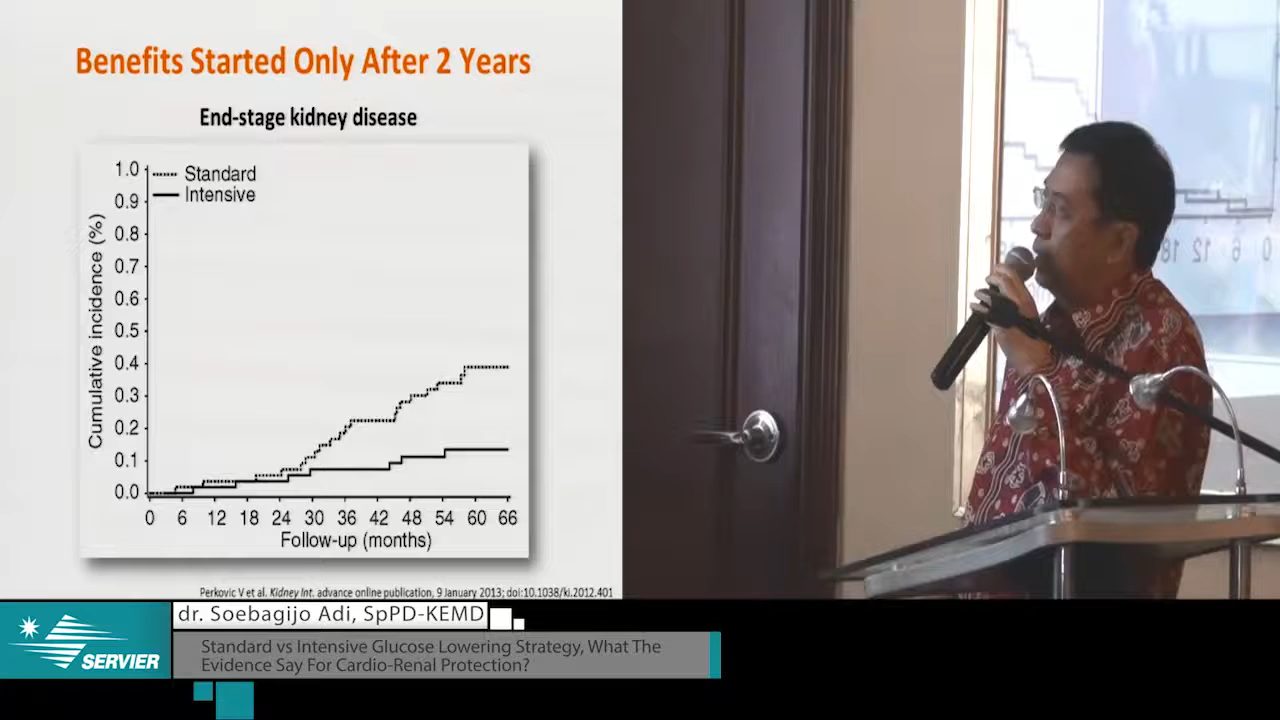 Benefits Started Only After 2 Years
End-stage kidney disease
Standard
Intensive
Cumulative incidence (%)
1.0
0.9
0.8
0.7
0.6
0.5
0.4
0.3
0.2
0.1
0.0
0 6 12 18 24 30 36 42 48 54 60 66
Follow-up (months)
Perkovic V et al. Kidney Int. advance online publication, 9 January 2013; doi:10.1038/ki.2012.401
0 6 12 18
dr. Soebagijo Adi, SpPD-KEMD
SERVIER
Standard vs Intensive Glucose Lowering Strategy, What The
Evidence Say For Cardio-Renal Protection?